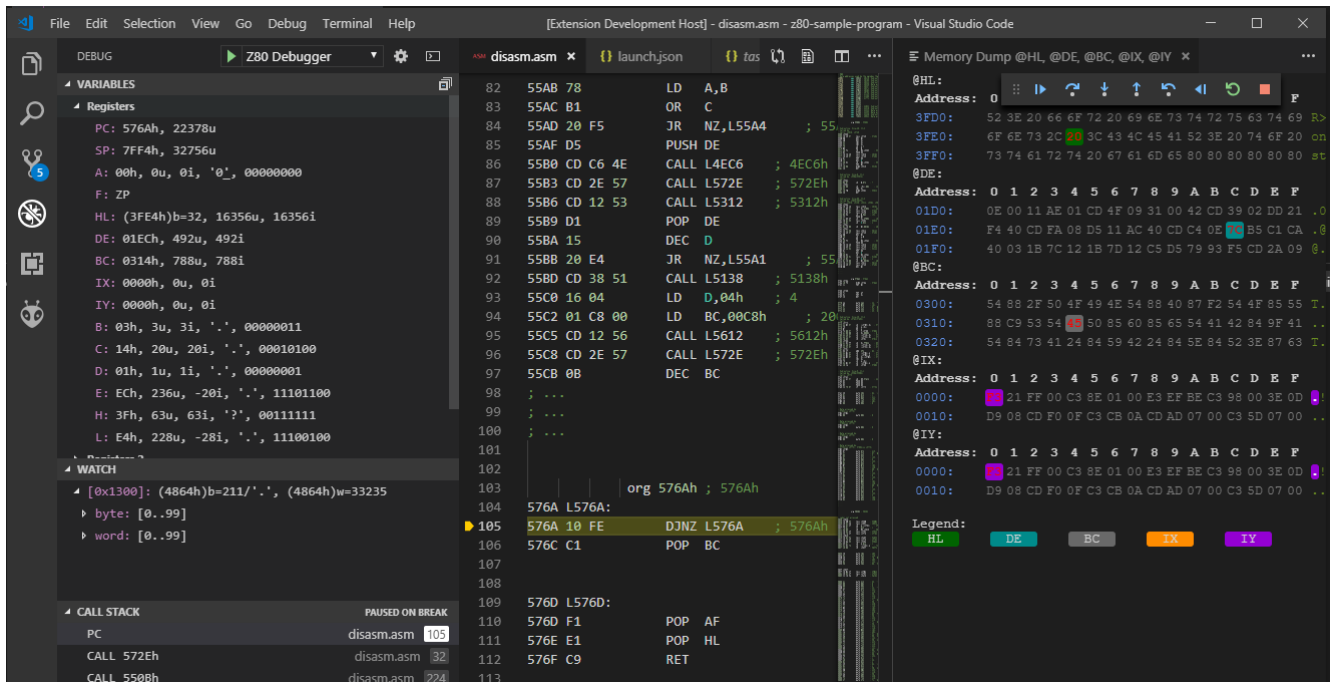 File Edit Selection View Go Debug Terminal Help
[Extension Development Host] - disasm.asm - z80-sample-program - Visual Studio Code
DEBUG
Z80 Debugger
VARIABLES
Registers
PC: 576Ah, 22378u
SP: 7FF4h, 32756u
A: 00h, 0u, 0i, '0_', 00000000
F: ZP
HL: (3FE4h)b=32, 16356u, 16356i
DE: 01ECh, 492u, 492i
BC: 0314h, 788u, 788i
IX: 0000h, 0u, 0i
IY: 0000h, 0u, 0i
B: 03h, 3u, 3i, '.', 00000011
C: 14h, 20u, 20i, '.', 00010100
D: 01h, 1u, 1i, '.', 00000001
E: ECh, 236u, -20i, '.', 11101100
H: 3Fh, 63u, 63i, '?', 00111111
L: E4h, 228u, -28i, '.', 11100100
5
WATCH
[0x1300]: (4864h)b=211/'.', (4864h)w=33235
byte: [0..99]
word: [0..99]
CALL STACK PAUSED ON BREAK
PC disasm.asm 105
CALL 572Eh disasm.asm 32
CALL 550Bh disasm.asm 224
ASM disasm.asm × {} launch.json {} tas
82 55AB 78 LD A,B
83 55AC B1 OR C
84 55AD 20 F5 JR NZ,L55A4 ; 55
85 55AF D5 PUSH DE
86 55B0 CD C6 4E CALL L4EC6 ; 4EC6h
87 55B3 CD 2E 57 CALL L572E ; 572Eh
88 55B6 CD 12 53 CALL L5312 ; 5312h
89 55B9 D1 POP DE
90 55BA 15 DEC D
91 55BB 20 E4 JR NZ,L55A1 ; 55
92 55BD CD 38 51 CALL L5138 ; 5138h
93 55C0 16 04 LD D,04h ; 4
94 55C2 01 C8 00 LD BC,00C8h ; 20
95 55C5 CD 12 56 CALL L5612 ; 5612h
96 55C8 CD 2E 57 CALL L572E ; 572Eh
97 55CB 0B DEC BC
98 ; ...
99 ; ...
100 ; ...
101
102
103 org 576Ah ; 576Ah
104 576A L576A:
105 576A 10 FE DJNZ L576A ; 576Ah
106 576C C1 POP BC
107
108
109 576D L576D:
110 576D F1 POP AF
111 576E E1 POP HL
112 576F C9 RET
113
Memory Dump @HL, @DE, @BC, @IX, @IY ×
@HL:
Address: 0 F
3FD0: 52 3E 20 66 6F 72 20 69 6E 73 74 72 75 63 74 69 R>
3FE0: 6F 6E 73 2C 20 3C 43 4C 45 41 52 3E 20 74 6F 20 on
3FF0: 73 74 61 72 74 20 67 61 6D 65 80 80 80 80 80 80 st
@DE:
Address: 0 1 2 3 4 5 6 7 8 9 A B C D E F
01D0: 0E 00 11 AE 01 CD 4F 09 31 00 42 CD 39 02 DD 21 .0
01E0: F4 40 CD FA 08 D5 11 AC 40 CD C4 0E 7C B5 C1 CA .@
01F0: 40 03 1B 7C 12 1B 7D 12 C5 D5 79 93 F5 CD 2A 09 @.
@BC:
Address: 0 1 2 3 4 5 6 7 8 9 A B C D E F
0300: 54 88 2F 50 4F 49 4E 54 88 40 87 F2 54 4F 85 55 T.
0310: 88 C9 53 54 45 50 85 60 85 65 54 41 42 84 9F 41 ..
0320: 54 84 73 41 24 84 59 42 24 84 5E 84 52 3E 87 63 T.
@IX:
Address: 0 1 2 3 4 5 6 7 8 9 A B C D E F
0000: F3 21 FF 00 C3 8E 01 00 E3 EF BE C3 98 00 3E 0D .!
0010: D9 08 CD F0 0F C3 CB 0A CD AD 07 00 C3 5D 07 00 ..
@IY:
Address: 0 1 2 3 4 5 6 7 8 9 A B C D E F
0000: F3 21 FF 00 C3 8E 01 00 E3 EF BE C3 98 00 3E 0D .!
0010: D9 08 CD F0 0F C3 CB 0A CD AD 07 00 C3 5D 07 00 ..
Legend:
HL DE BC IX IY